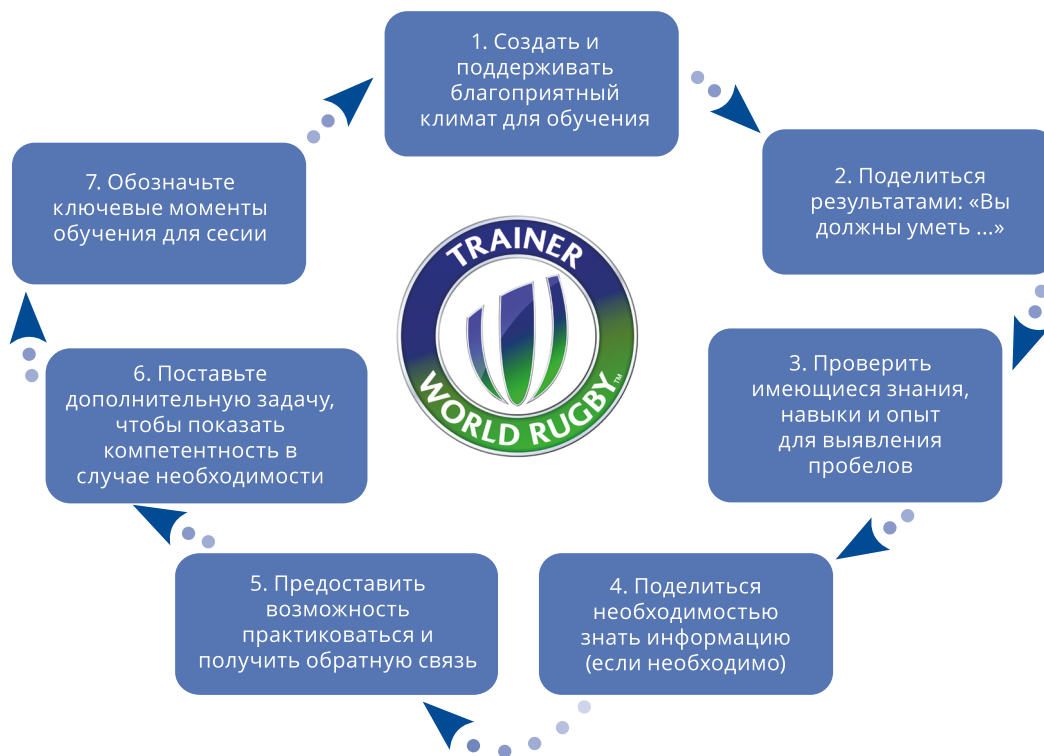 1. Создать и
поддерживать
благоприятный
климат для обучения
2. Поделиться
результатами: «Вы
должны уметь ...»
3. Проверить
имеющиеся знания,
навыки и опыт
для выявления
пробелов
4. Поделиться
необходимостью
знать информацию
(если необходимо)
5. Предоставить
возможность
практиковаться и
получить обратную связь
6. Поставьте
дополнительную задачу,
чтобы показать
компетентность в
случае необходимости
7. Обозначьте
ключевые моменты
обучения для сесии
TRAINER
WORLD RUGBY™